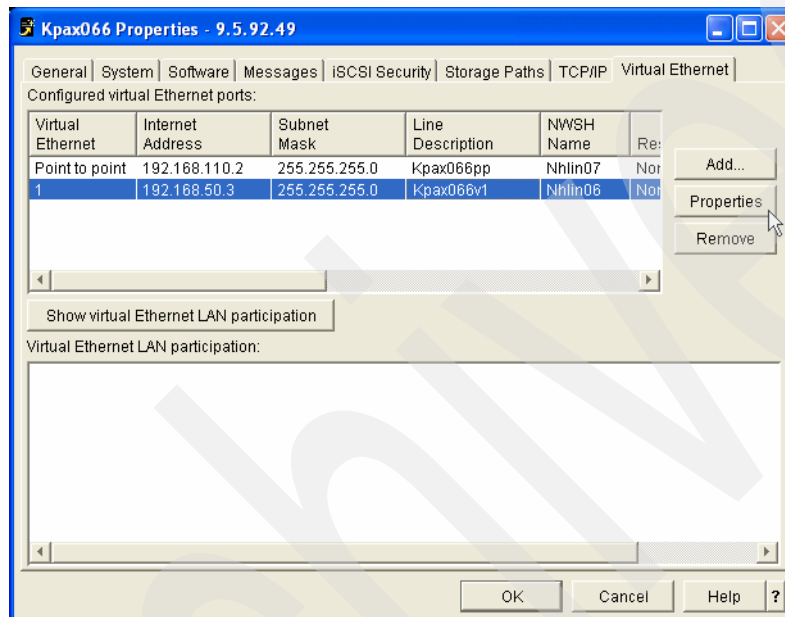 Kpax066 Properties - 9.5.92.49
General System Software Messages iSCSI Security Storage Paths TCP/IP Virtual Ethernet
Configured virtual Ethernet ports:
Virtual Ethernet Internet Address Subnet Mask Line Description NWSH Name
Point to point 192.168.110.2 255.255.255.0 Kpax066pp Nhlin07
1 192.168.50.3 255.255.255.0 Kpax066v1 Nhlin06
Add...
Properties
Remove
Show virtual Ethernet LAN participation
Virtual Ethernet LAN participation:
OK Cancel Help ?